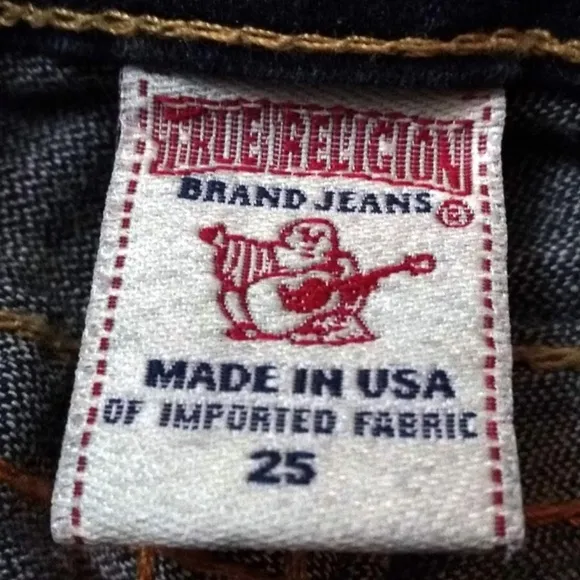 TRUE RELIGION
BRAND JEANS ®
MADE IN USA
OF IMPORTED FABRIC
25